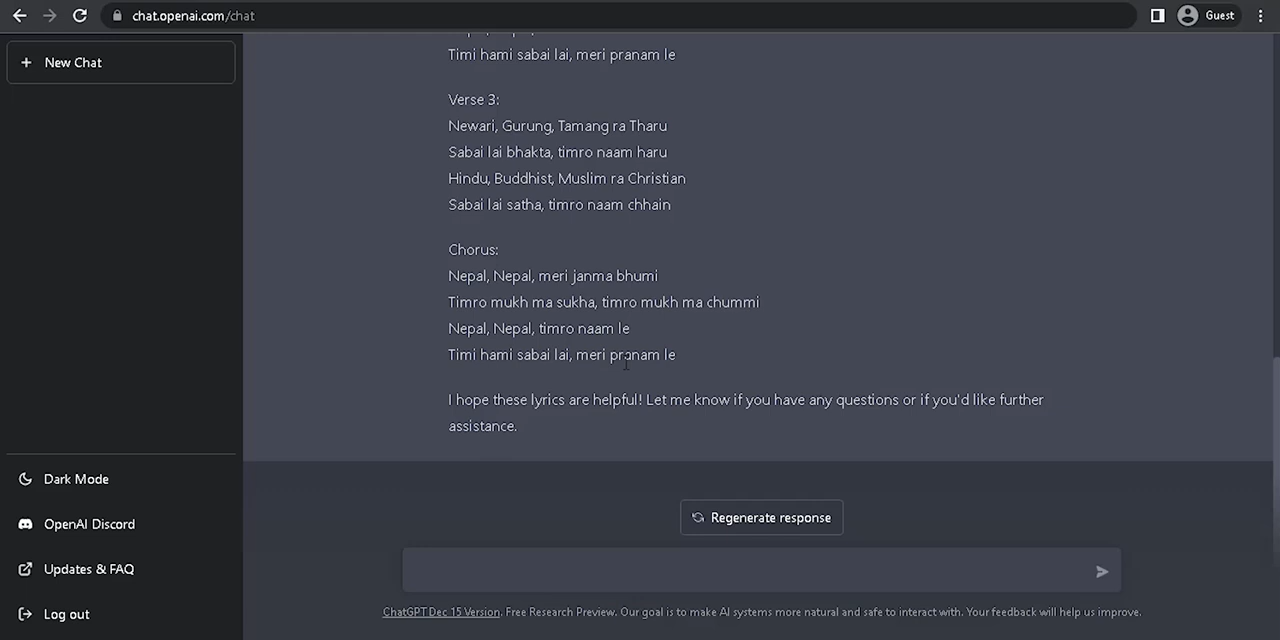 chat.openai.com/chat
Guest
New Chat
Timi hami sabai lai, meri pranam le
Verse 3:
Newari, Gurung, Tamang ra Tharu
Sabai lai bhakta, timro naam haru
Hindu, Buddhist, Muslim ra Christian
Sabai lai satha, timro naam chhain
Chorus:
Nepal, Nepal, meri janma bhumi
Timro mukh ma sukha, timro mukh ma chummi
Nepal, Nepal, timro naam le
Timi hami sabai lai, meri pranam le
I hope these lyrics are helpful! Let me know if you have any questions or if you'd like further
assistance.
Dark Mode
OpenAI Discord
Updates & FAQ
Log out
Regenerate response
ChatGPT Dec 15 Version. Free Research Preview. Our goal is to make AI systems more natural and safe to interact with. Your feedback will help us improve.